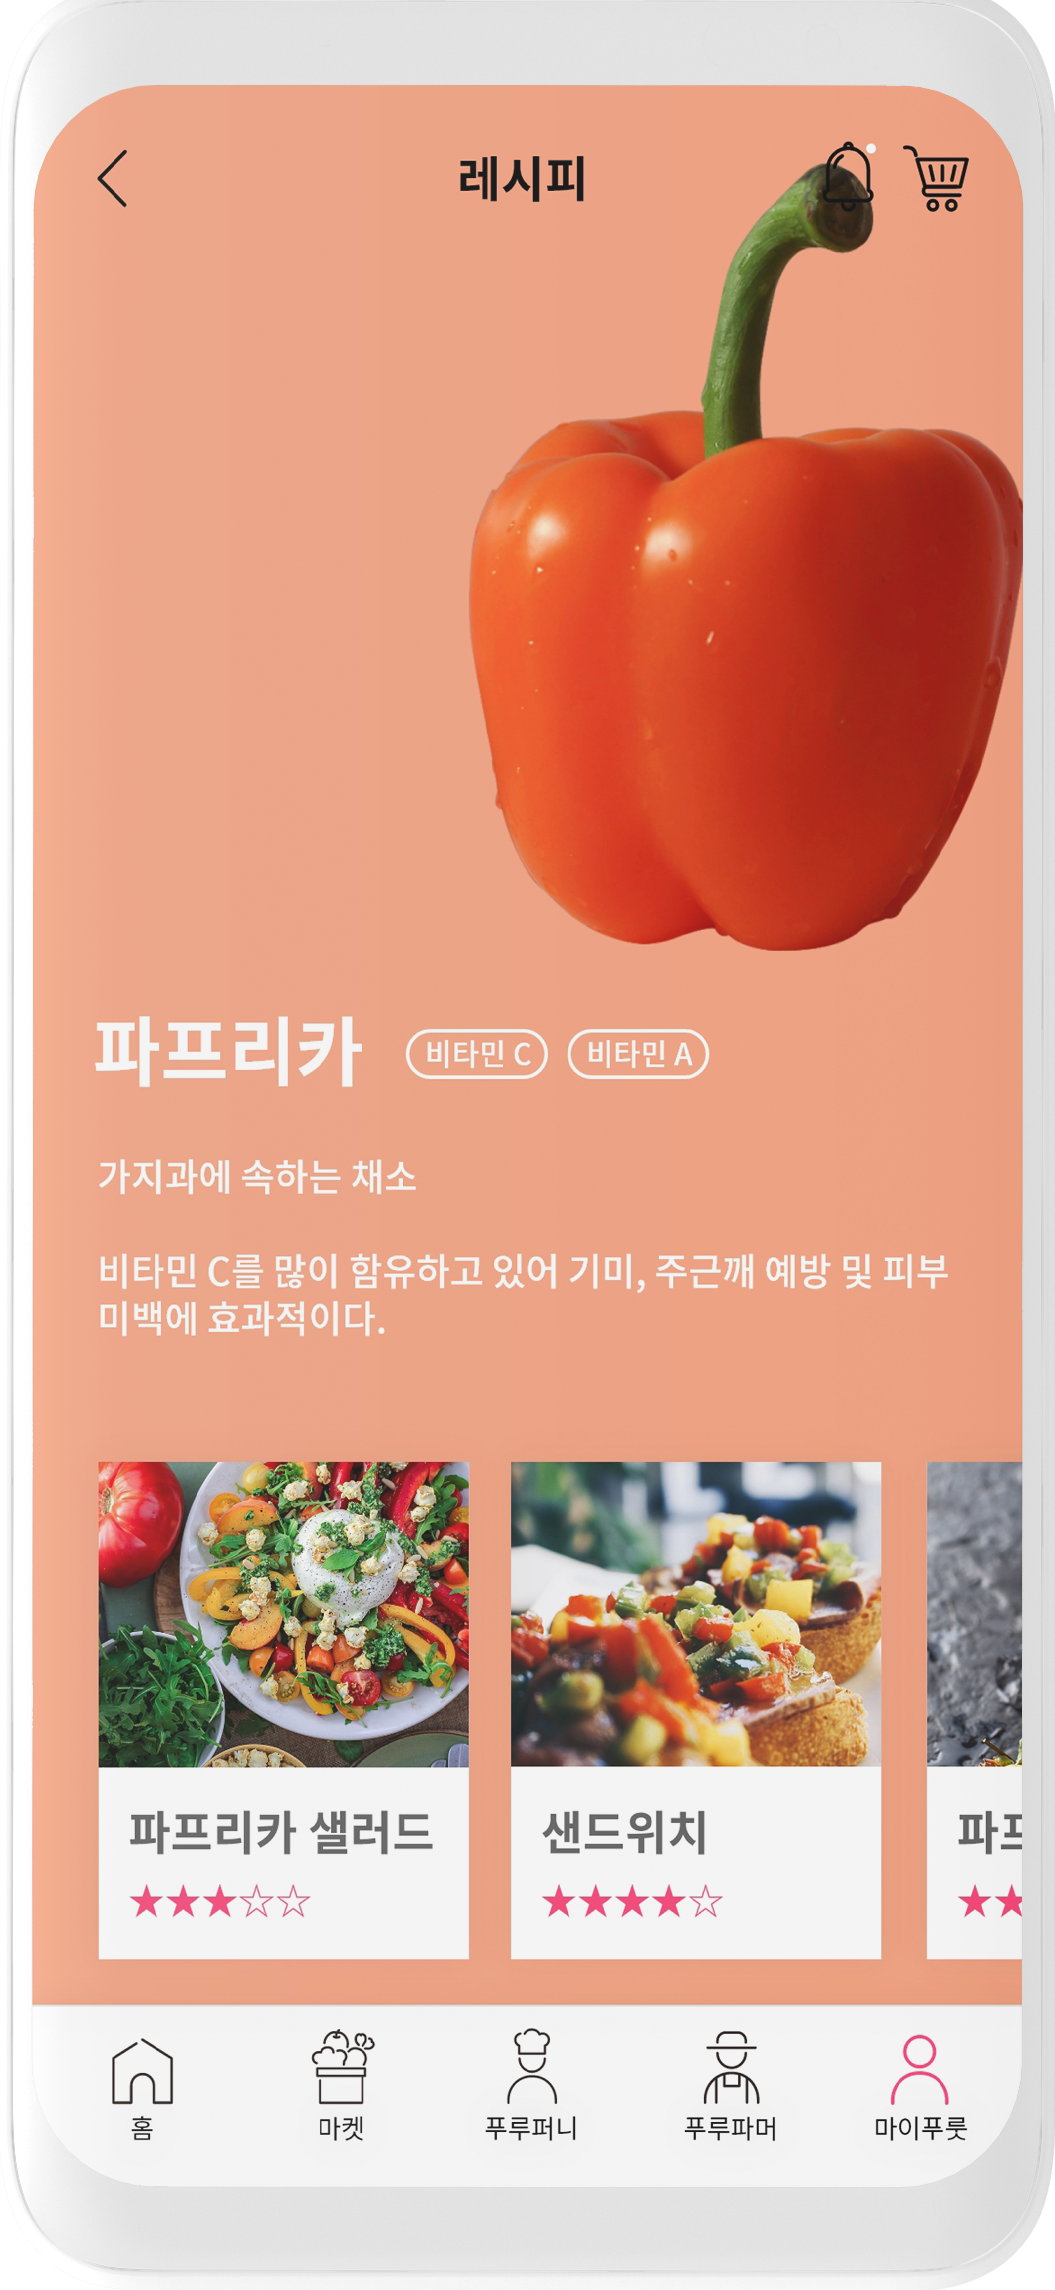 레시피
파프리카 비타민 C 비타민 A
가지과에 속하는 채소
비타민 C를 많이 함유하고 있어 기미, 주근깨 예방 및 피부
미백에 효과적이다.
파프리카 샐러드 샌드위치
★★★☆☆ ★★★★☆
홈 마켓 푸루퍼니 푸루파머 마이푸룻